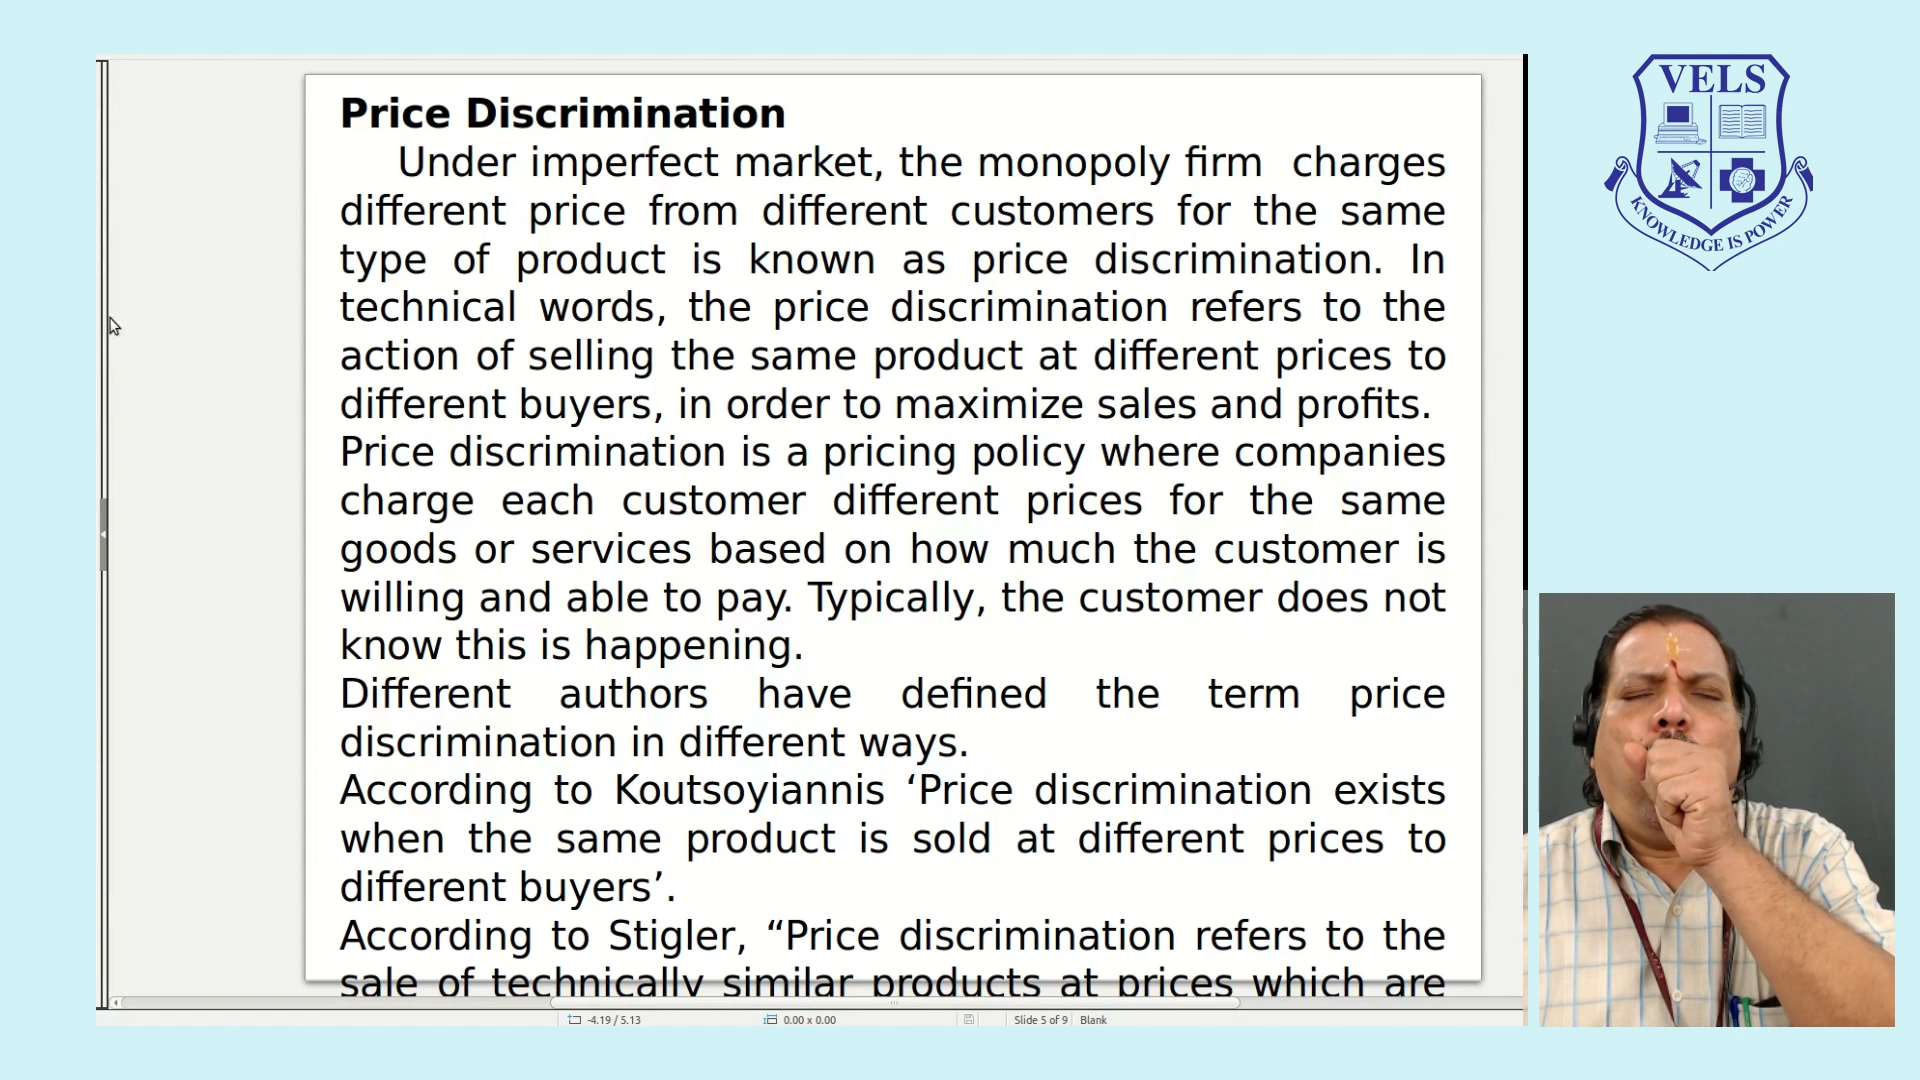 Price Discrimination
Under imperfect market, the monopoly firm charges
different price from different customers for the same
type of product is known as price discrimination. In
technical words, the price discrimination refers to the
action of selling the same product at different prices to
different buyers, in order to maximize sales and profits.
Price discrimination is a pricing policy where companies
charge each customer different prices for the same
goods or services based on how much the customer is
willing and able to pay. Typically, the customer does not
know this is happening.
Different authors have defined the term price
discrimination in different ways.
According to Koutsoyiannis ‘Price discrimination exists
when the same product is sold at different prices to
different buyers’.
According to Stigler, “Price discrimination refers to the
sale of technically similar products at prices which are
-4.19 / 5.13
0.00 x 0.00
Slide 5 of 9
Blank
VELS
KNOWLEDGE IS POWER